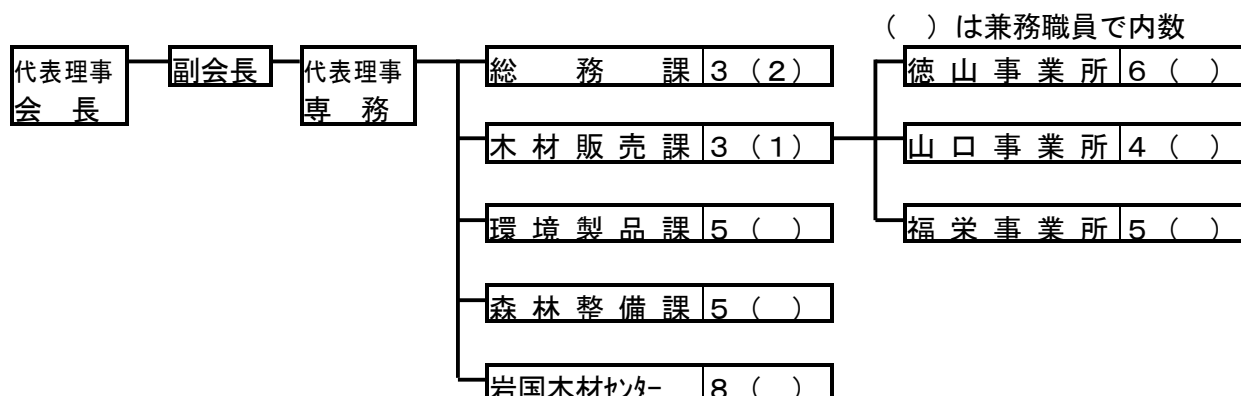 （　）は兼務職員で内数
代表理事
会　長
副会長
代表理事
専　務
総　務　課 3（2）
木材販売課 3（1）
環境製品課 5（　）
森林整備課 5（　）
岩国木材ｾﾝﾀｰ 8（　）
徳山事業所 6（　）
山口事業所 4（　）
福栄事業所 5（　）